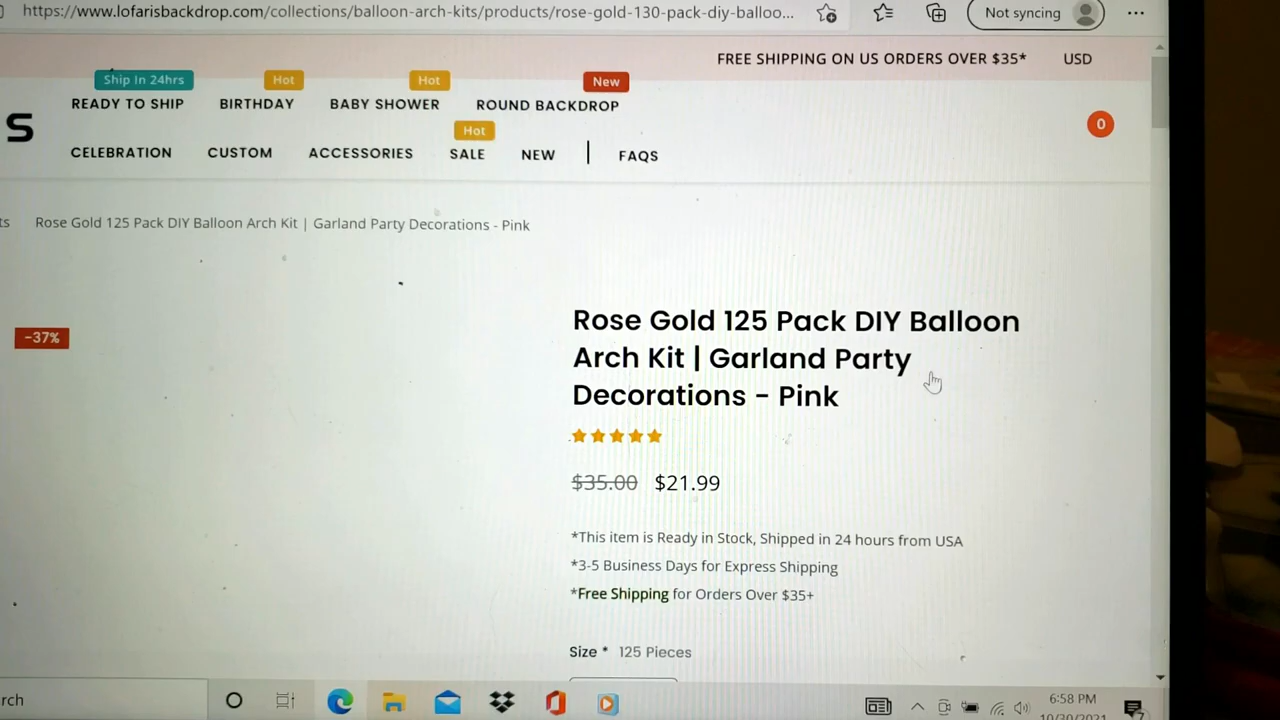 https://www.lofarisbackdrop.com/collections/balloon-arch-kits/products/rose-gold-130-pack-diy-balloo...
Not syncing
FREE SHIPPING ON US ORDERS OVER $35*
USD
Ship In 24hrs
Hot
Hot
New
READY TO SHIP
BIRTHDAY
BABY SHOWER
ROUND BACKDROP
S
0
Hot
CELEBRATION
CUSTOM
ACCESSORIES
SALE
NEW
FAQS
ts
Rose Gold 125 Pack DIY Balloon Arch Kit | Garland Party Decorations - Pink
-37%
Rose Gold 125 Pack DIY Balloon
Arch Kit | Garland Party
Decorations - Pink
$35.00 $21.99
*This item is Ready in Stock, Shipped in 24 hours from USA
*3-5 Business Days for Express Shipping
*Free Shipping for Orders Over $35+
Size * 125 Pieces
rch
6:58 PM
10/20/2021